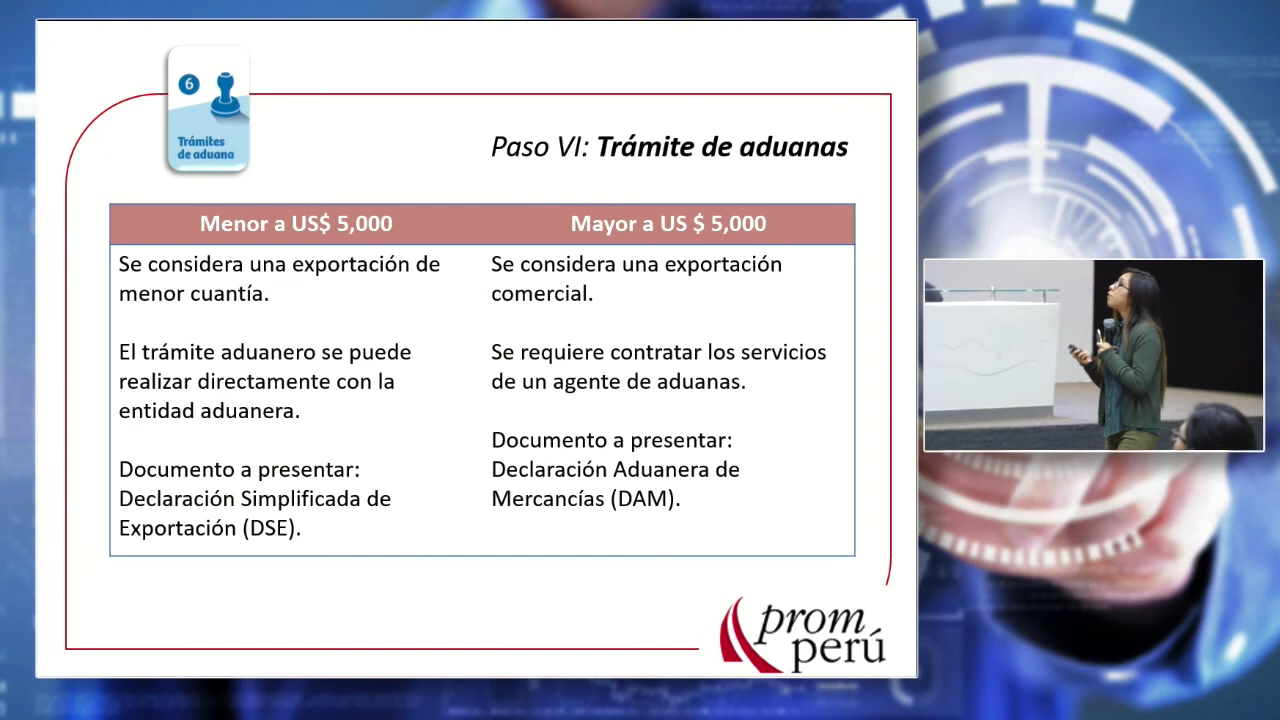 6
Trámites
de aduana
Paso VI: Trámite de aduanas
Menor a US$ 5,000
Mayor a US $ 5,000
Se considera una exportación de
menor cuantía.
El trámite aduanero se puede
realizar directamente con la
entidad aduanera.
Documento a presentar:
Declaración Simplificada de
Exportación (DSE).
Se considera una exportación
comercial.
Se requiere contratar los servicios
de un agente de aduanas.
Documento a presentar:
Declaración Aduanera de
Mercancías (DAM).
prom
perú